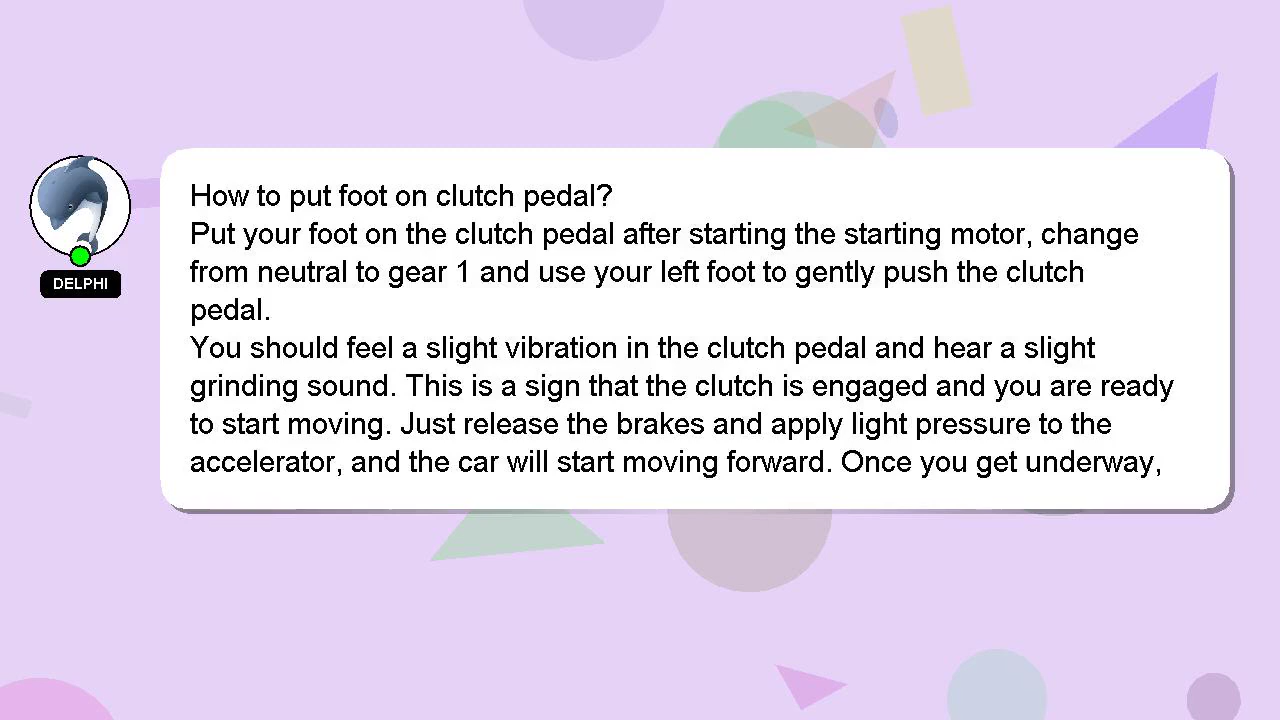 How to put foot on clutch pedal?
Put your foot on the clutch pedal after starting the starting motor, change
from neutral to gear 1 and use your left foot to gently push the clutch
pedal.
You should feel a slight vibration in the clutch pedal and hear a slight
grinding sound. This is a sign that the clutch is engaged and you are ready
to start moving. Just release the brakes and apply light pressure to the
accelerator, and the car will start moving forward. Once you get underway,
DELPHI